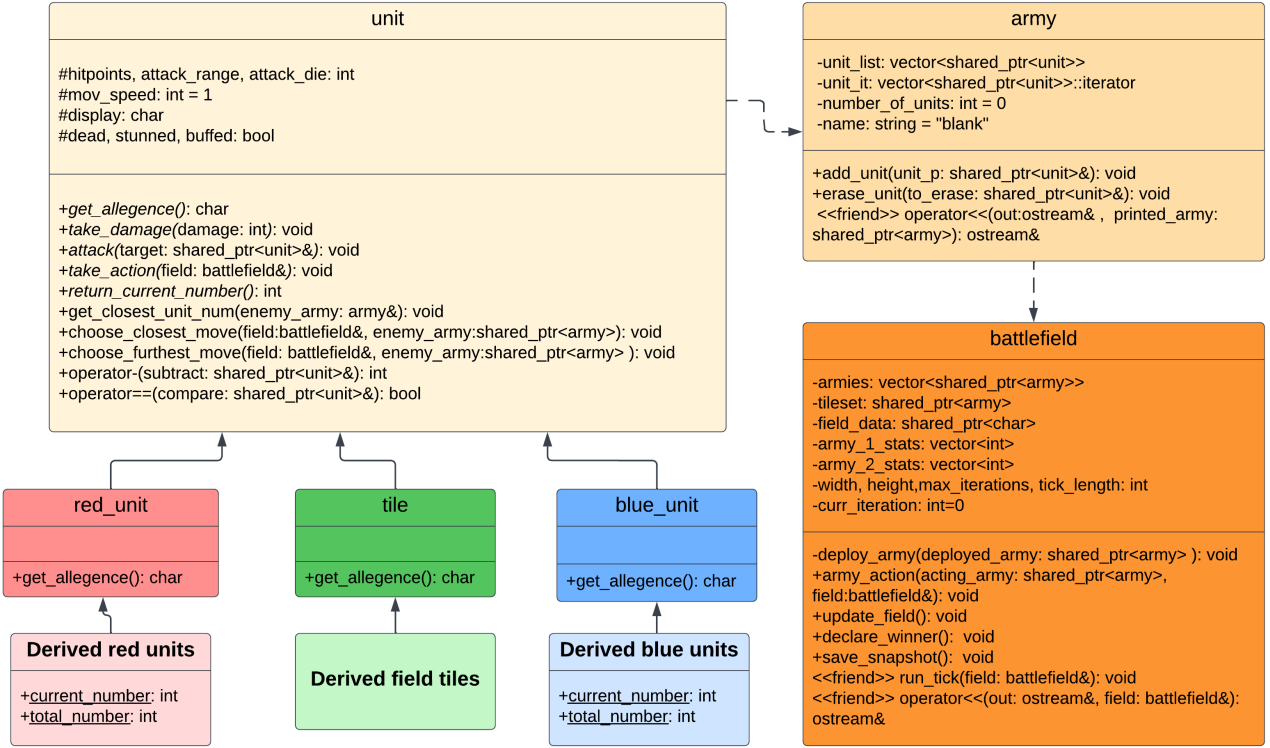 unit
#hitpoints, attack_range, attack_die: int
#mov_speed: int = 1
#display: char
#dead, stunned, buffed: bool
+get_allegence(): char
+take_damage(damage: int): void
+attack(target: shared_ptr<unit>&): void
+take_action(field: battlefield&): void
+return_current_number(): int
+get_closest_unit_num(enemy_army: army&): void
+choose_closest_move(field:battlefield&, enemy_army:shared_ptr<army>): void
+choose_furthest_move(field: battlefield&, enemy_army:shared_ptr<army> ): void
+operator-(subtract: shared_ptr<unit>&): int
+operator==(compare: shared_ptr<unit>&): bool
army
-unit_list: vector<shared_ptr<unit>>
-unit_it: vector<shared_ptr<unit>>::iterator
-number_of_units: int = 0
-name: string = "blank"
+add_unit(unit_p: shared_ptr<unit>&): void
+erase_unit(to_erase: shared_ptr<unit>&): void
<<friend>> operator<<(out:ostream& ,  printed_army:
shared_ptr<army>): ostream&
battlefield
-armies: vector<shared_ptr<army>>
-tileset: shared_ptr<army>
-field_data: shared_ptr<char>
-army_1_stats: vector<int>
-army_2_stats: vector<int>
-width, height,max_iterations, tick_length: int
-curr_iteration: int=0
-deploy_army(deployed_army: shared_ptr<army> ): void
+army_action(acting_army: shared_ptr<army>,
field:battlefield&): void
+update_field(): void
+declare_winner():  void
+save_snapshot():  void
<<friend>> run_tick(field: battlefield&): void
<<friend>> operator<<(out: ostream&, field: battlefield&):
ostream&
red_unit
+get_allegence(): char
tile
+get_allegence(): char
blue_unit
+get_allegence(): char
Derived red units
+current_number: int
+total_number: int
Derived field tiles
Derived blue units
+current_number: int
+total_number: int